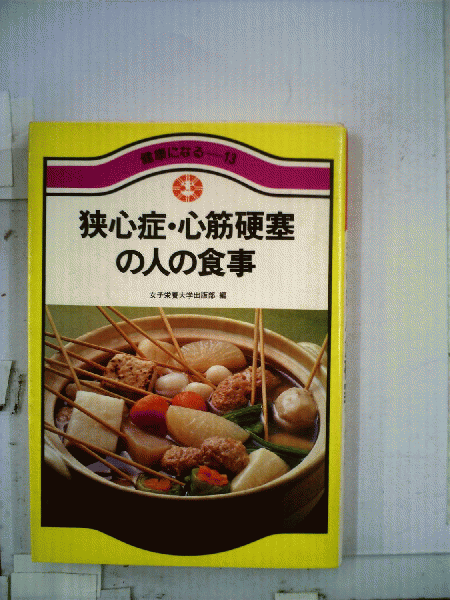 健康になる—13
狭心症・心筋硬塞
の人の食事
女子栄養大学出版部 編